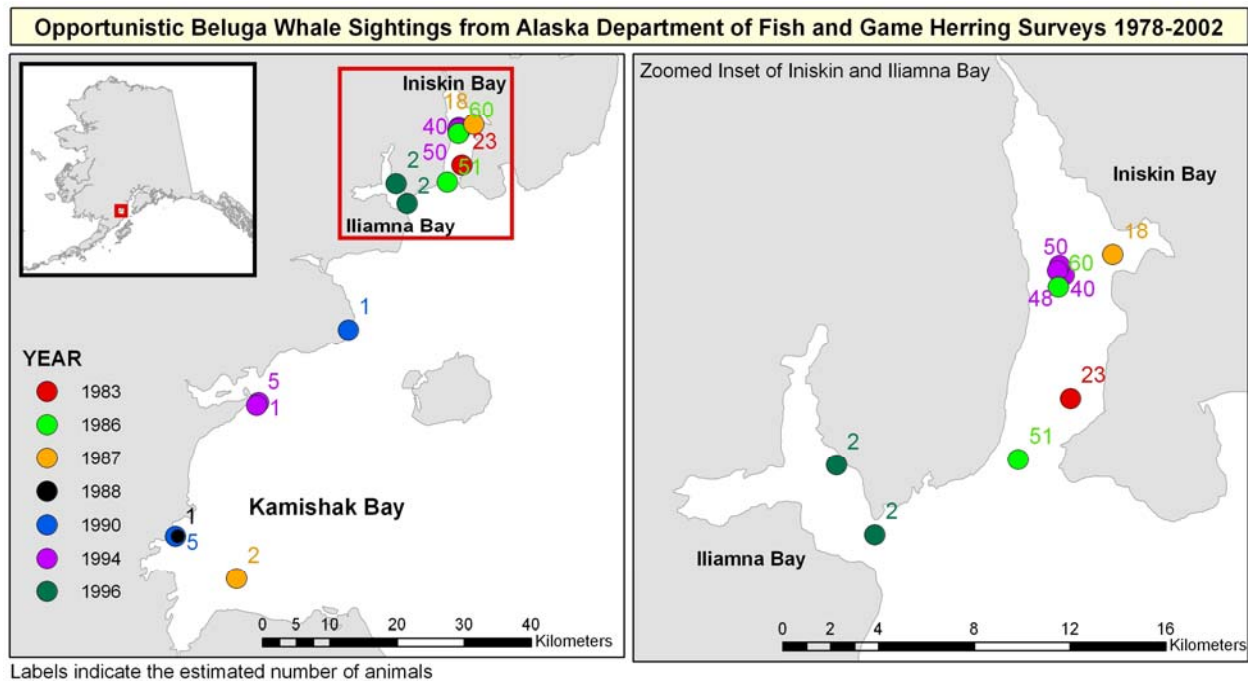 Opportunistic Beluga Whale Sightings from Alaska Department of Fish and Game Herring Surveys 1978-2002
Iniskin Bay
18
60
40
23
50
51
2
2
Iliamna Bay
1
5
1
Kamishak Bay
1
5
2
YEAR
1983
1986
1987
1988
1990
1994
1996
0 5 10 20 30 40
Kilometers
Zoomed Inset of Iniskin and Iliamna Bay
Iniskin Bay
18
50
60
48
40
23
51
2
2
Iliamna Bay
0 2 4 8 12 16
Kilometers
Labels indicate the estimated number of animals